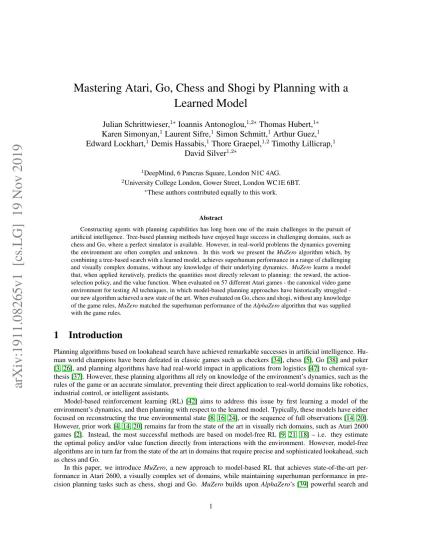 arXiv:1911.08265v1 [cs.LG] 19 Nov 2019
Mastering Atari, Go, Chess and Shogi by Planning with a
Learned Model
Julian Schrittwieser,1∗ Ioannis Antonoglou,1,2∗ Thomas Hubert,1∗
Karen Simonyan,1 Laurent Sifre,1 Simon Schmitt,1 Arthur Guez,1
Edward Lockhart,1 Demis Hassabis,1 Thore Graepel,1,2 Timothy Lillicrap,1
David Silver1,2∗
1DeepMind, 6 Pancras Square, London N1C 4AG.
2University College London, Gower Street, London WC1E 6BT.
∗These authors contributed equally to this work.
Abstract
Constructing agents with planning capabilities has long been one of the main challenges in the pursuit of
artificial intelligence. Tree-based planning methods have enjoyed huge success in challenging domains, such as
chess and Go, where a perfect simulator is available. However, in real-world problems the dynamics governing
the environment are often complex and unknown. In this work we present the MuZero algorithm which, by
combining a tree-based search with a learned model, achieves superhuman performance in a range of challenging
and visually complex domains, without any knowledge of their underlying dynamics. MuZero learns a model
that, when applied iteratively, predicts the quantities most directly relevant to planning: the reward, the action-
selection policy, and the value function. When evaluated on 57 different Atari games - the canonical video game
environment for testing AI techniques, in which model-based planning approaches have historically struggled -
our new algorithm achieved a new state of the art. When evaluated on Go, chess and shogi, without any knowledge
of the game rules, MuZero matched the superhuman performance of the AlphaZero algorithm that was supplied
with the game rules.
1 Introduction
Planning algorithms based on lookahead search have achieved remarkable successes in artificial intelligence. Hu-
man world champions have been defeated in classic games such as checkers [34], chess [5], Go [38] and poker
[3, 26], and planning algorithms have had real-world impact in applications from logistics [47] to chemical syn-
thesis [37]. However, these planning algorithms all rely on knowledge of the environment's dynamics, such as the
rules of the game or an accurate simulator, preventing their direct application to real-world domains like robotics,
industrial control, or intelligent assistants.
Model-based reinforcement learning (RL) [42] aims to address this issue by first learning a model of the
environment's dynamics, and then planning with respect to the learned model. Typically, these models have either
focused on reconstructing the true environmental state [8, 16, 24], or the sequence of full observations [14, 20].
However, prior work [4, 14, 20] remains far from the state of the art in visually rich domains, such as Atari 2600
games [2]. Instead, the most successful methods are based on model-free RL [9, 21, 18] – i.e. they estimate
the optimal policy and/or value function directly from interactions with the environment. However, model-free
algorithms are in turn far from the state of the art in domains that require precise and sophisticated lookahead, such
as chess and Go.
In this paper, we introduce MuZero, a new approach to model-based RL that achieves state-of-the-art per-
formance in Atari 2600, a visually complex set of domains, while maintaining superhuman performance in pre-
cision planning tasks such as chess, shogi and Go. MuZero builds upon AlphaZero's [39] powerful search and
1